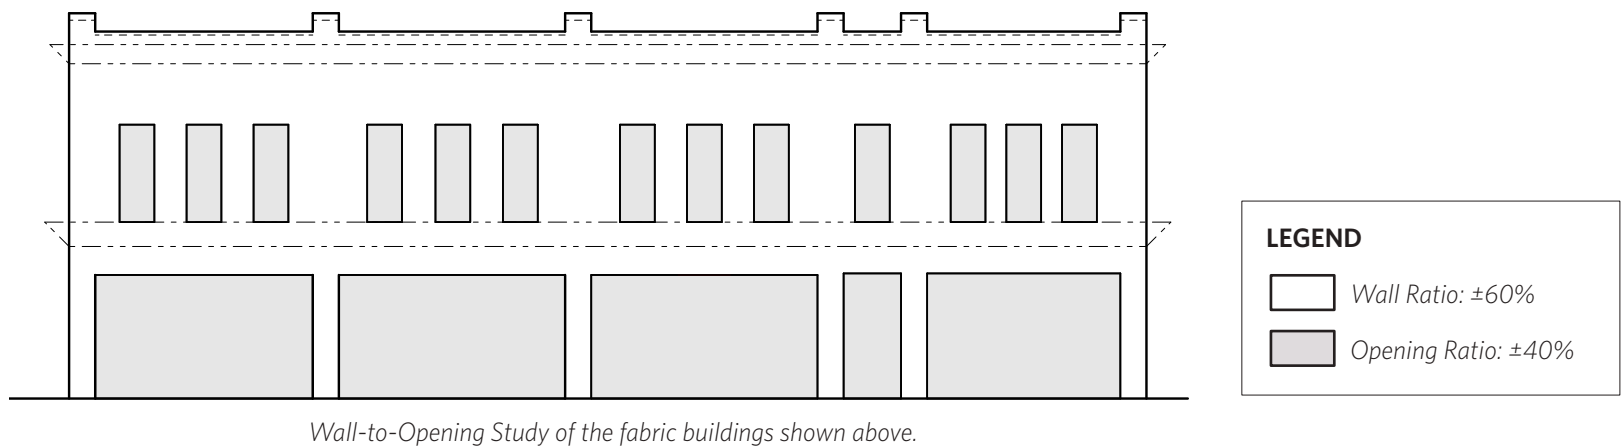 LEGEND
Wall Ratio: ±60%
Opening Ratio: ±40%
Wall-to-Opening Study of the fabric buildings shown above.